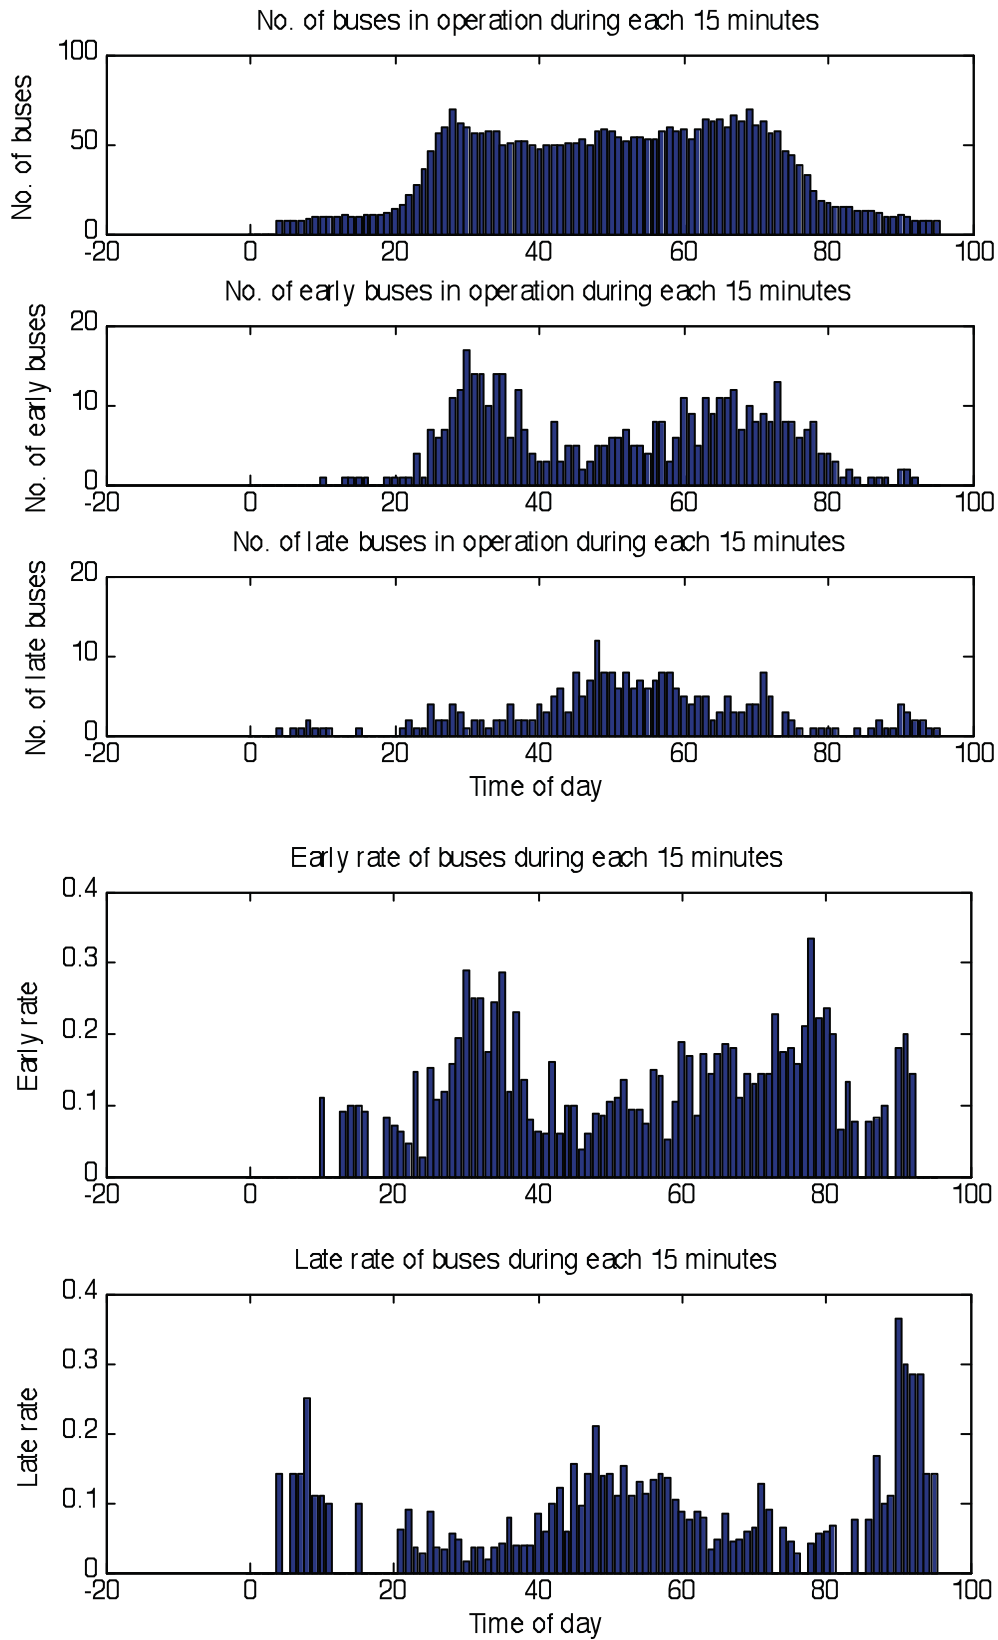 No. of buses in operation during each 15 minutes
No. of buses
100
50
0
-20 0 20 40 60 80 100
No. of early buses in operation during each 15 minutes
No. of early buses
20
10
0
-20 0 20 40 60 80 100
No. of late buses in operation during each 15 minutes
No. of late buses
20
10
0
-20 0 20 40 60 80 100
Time of day
Early rate of buses during each 15 minutes
Early rate
0.4
0.3
0.2
0.1
0
-20 0 20 40 60 80 100
Late rate of buses during each 15 minutes
Late rate
0.4
0.3
0.2
0.1
0
-20 0 20 40 60 80 100
Time of day